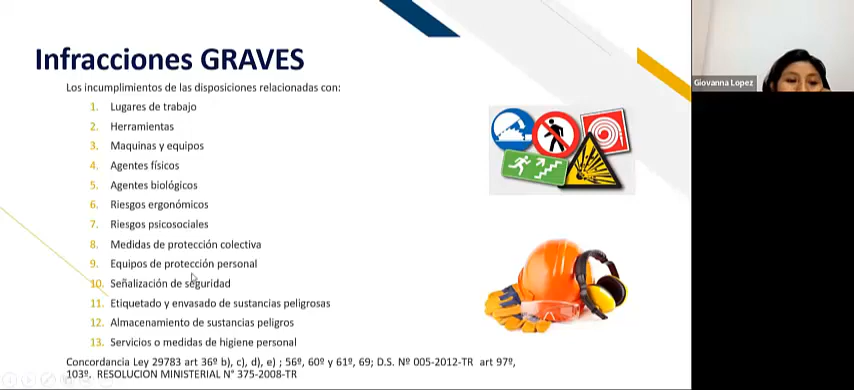 Infracciones GRAVES
Los incumplimientos de las disposiciones relacionadas con:
1. Lugares de trabajo
2. Herramientas
3. Maquinas y equipos
4. Agentes físicos
5. Agentes biológicos
6. Riesgos ergonómicos
7. Riesgos psicosociales
8. Medidas de protección colectiva
9. Equipos de protección personal
10. Señalización de seguridad
11. Etiquetado y envasado de sustancias peligrosas
12. Almacenamiento de sustancias peligros
13. Servicios o medidas de higiene personal
Concordancia Ley 29783 art 36º b), c), d), e) ; 56º, 60º y 61º, 69; D.S. Nº 005-2012-TR art 97º,
103º. RESOLUCION MINISTERIAL N° 375-2008-TR
Giovanna Lopez